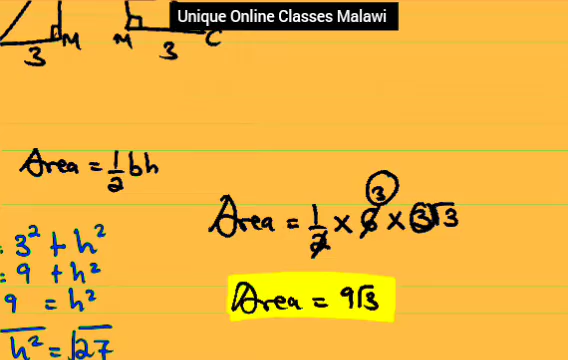 Unique Online Classes Malawi
M M C
3 3
Area = 1/2 bh
3
Area = 1/2 × 6 × 3√3
= 3² + h²
= 9 + h²
9 = h²
Area = 9√3
√h² = √27